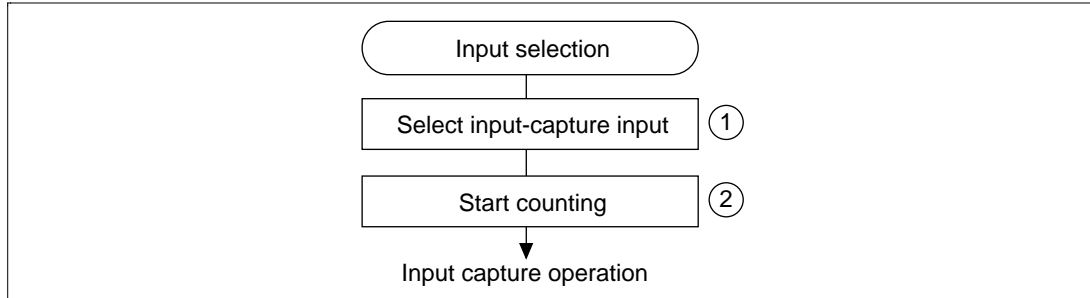 Input selection
Select input-capture input
1
Start counting
2
Input capture operation